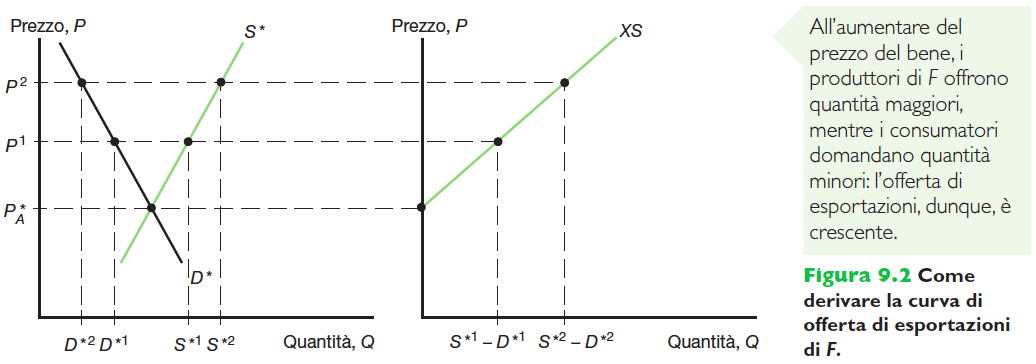 Prezzo, P
S*
P²
P¹
P*A
D*
D*² D*¹ S*¹ S*² Quantità, Q
Prezzo, P
XS
S*¹ – D*¹ S*² – D*² Quantità, Q
All'aumentare del
prezzo del bene, i
produttori di F offrono
quantità maggiori,
mentre i consumatori
domandano quantità
minori: l'offerta di
esportazioni, dunque, è
crescente.
Figura 9.2 Come
derivare la curva di
offerta di esportazioni
di F.